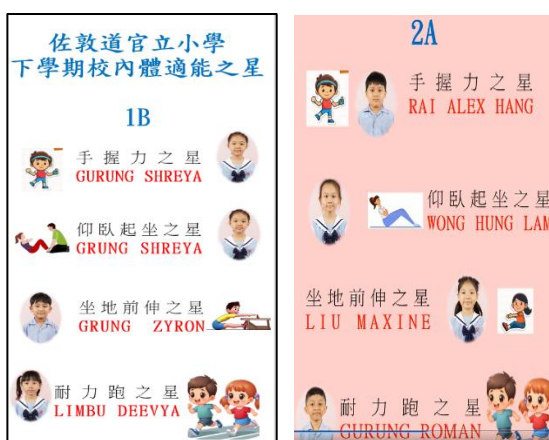 佐敦道官立小學
下學期校內體適能之星
1B
手握力之星
GURUNG SHREYA
仰臥起坐之星
GRUNG SHREYA
坐地前伸之星
GRUNG ZYRON
耐力跑之星
LIMBU DEEVYA
2A
手握力之星
RAI ALEX HANG
仰臥起坐之星
WONG HUNG LAM
坐地前伸之星
LIU MAXINE
耐力跑之星
GURUNG ROMAN